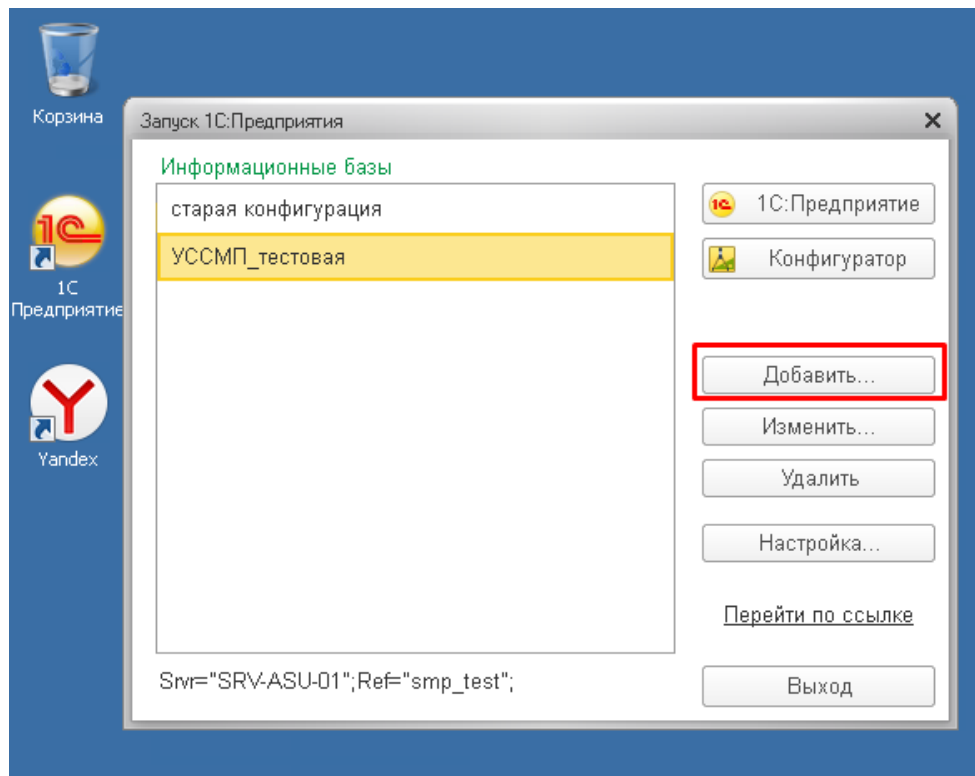 Корзина
Запуск 1С:Предприятия
Информационные базы
старая конфигурация
1С:Предприятие
УССМП_тестовая
Конфигуратор
1С
Предприятие
Добавить...
Изменить...
Yandex
Удалить
Настройка...
Перейти по ссылке
Srvr="SRV-ASU-01";Ref="smp_test";
Выход